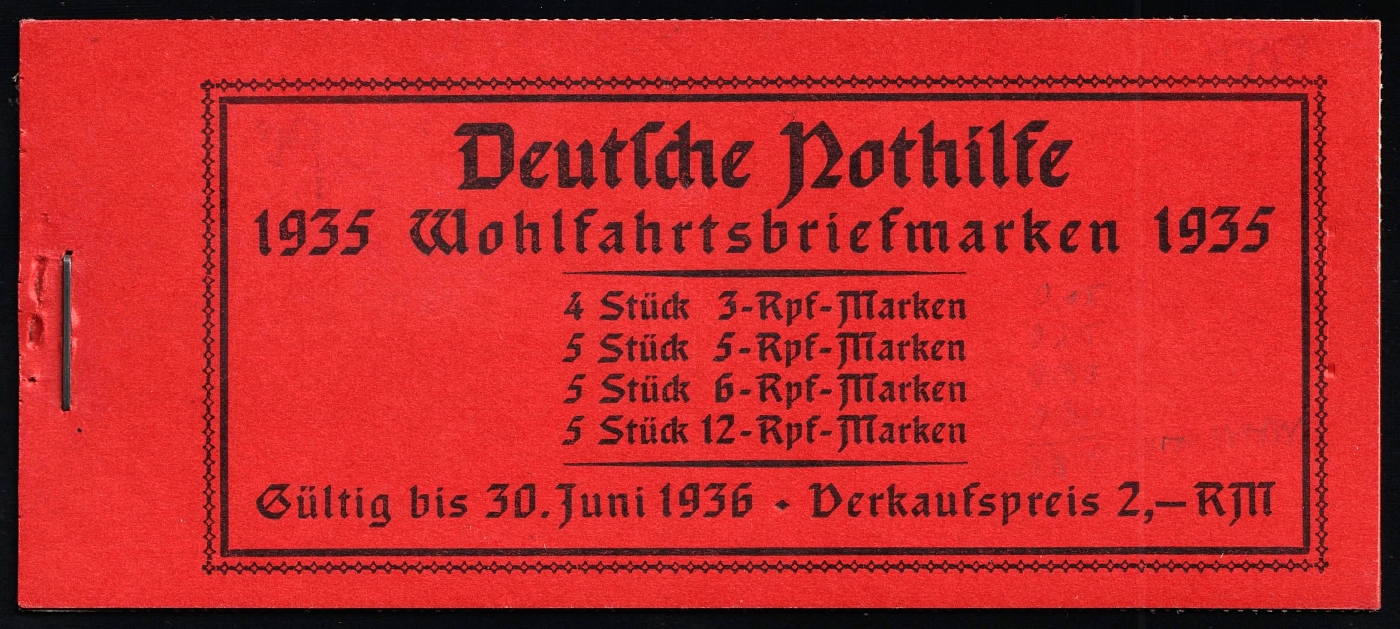 Deutſche Nothilfe
1935 Wohlfahrtsbriefmarken 1935
4 Stück 3-Rpf-Marken
5 Stück 5-Rpf-Marken
5 Stück 6-Rpf-Marken
5 Stück 12-Rpf-Marken
Gültig bis 30. Juni 1936 • Verkaufspreis 2,— RM